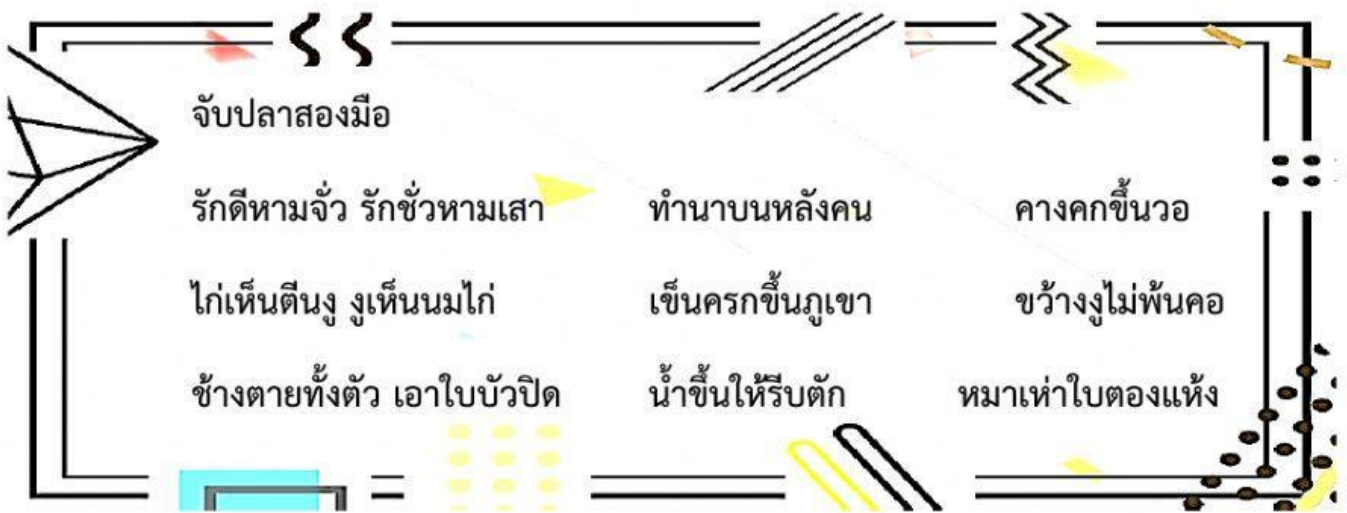 จับปลาสองมือ
รักดีหามจั่ว รักชั่วหามเสา ทำนาบนหลังคน คางคกขึ้นวอ
ไก่เห็นตีนงู งูเห็นนมไก่ เข็นครกขึ้นภูเขา ขว้างงูไม่พ้นคอ
ช้างตายทั้งตัว เอาใบบัวปิด น้ำขึ้นให้รีบตัก หมาเห่าใบตองแห้ง